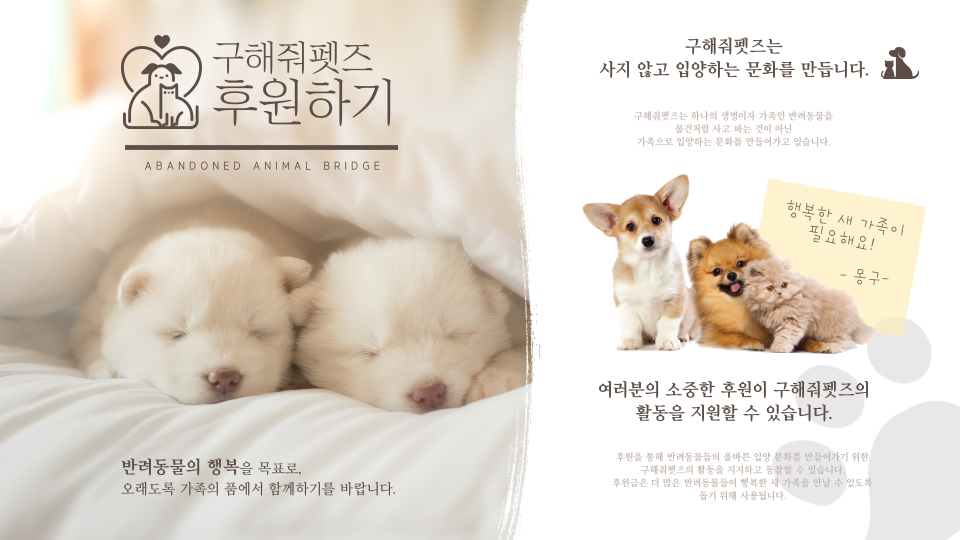 구해줘펫즈
후원하기
ABANDONED ANIMAL BRIDGE
반려동물의 행복을 목표로,
오래도록 가족의 품에서 함께하기를 바랍니다.
구해줘펫즈는
사지 않고 입양하는 문화를 만듭니다.
구해줘펫즈는 하나의 생명이자 가족인 반려동물을
물건처럼 사고 파는 것이 아닌
가족으로 입양하는 문화를 만들어가고 있습니다.
행복한 새 가족이
필요해요!
- 몽구-
여러분의 소중한 후원이 구해줘펫즈의
활동을 지원할 수 있습니다.
후원을 통해 반려동물들의 올바른 입양 문화를 만들어가기 위한
구해줘펫즈의 활동을 지지하고 동참할 수 있습니다.
후원금은 더 많은 반려동물들이 행복한 새 가족을 만날 수 있도록
돕기 위해 사용됩니다.